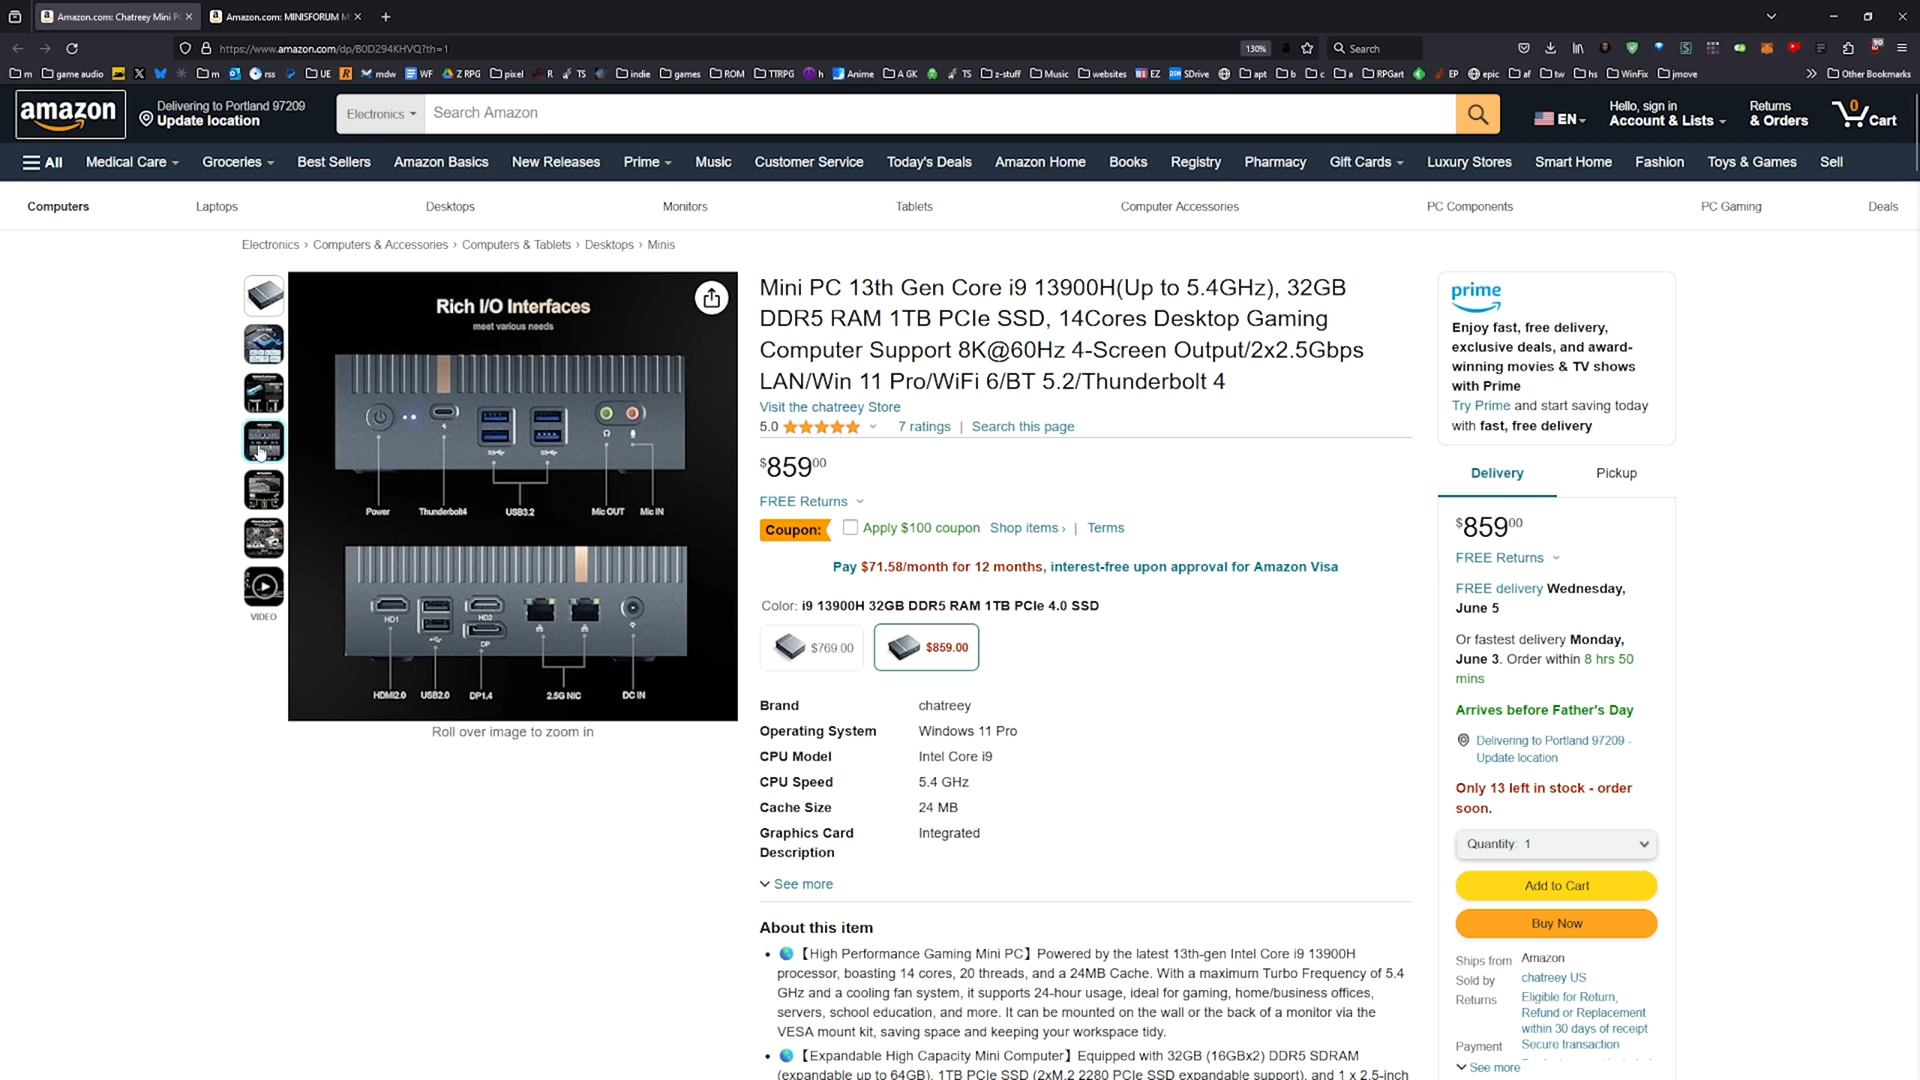 Amazon.com: Chatreey Mini PC
Amazon.com: MINISFORUM M
https://www.amazon.com/dp/B0D294KHVQ?th=1
130%
Search
m
game audio
rss
m
UE
mdw
WF
Z RPG
pixel
R
TS
indie
games
ROM
TTRPG
h
Anime
A GK
TS
z-stuff
Music
websites
EZ
SDrive
apt
b
c
a
RPGart
EP
epic
af
tw
hs
WinFix
jmove
Other Bookmarks
amazon
Delivering to Portland 97209
Update location
Electronics
Search Amazon
EN
Hello, sign in
Account & Lists
Returns
& Orders
0
Cart
All
Medical Care
Groceries
Best Sellers
Amazon Basics
New Releases
Prime
Music
Customer Service
Today's Deals
Amazon Home
Books
Registry
Pharmacy
Gift Cards
Luxury Stores
Smart Home
Fashion
Toys & Games
Sell
Computers
Laptops
Desktops
Monitors
Tablets
Computer Accessories
PC Components
PC Gaming
Deals
Electronics › Computers & Accessories › Computers & Tablets › Desktops › Minis
VIDEO
Rich I/O Interfaces
meet various needs
Power
Thunderbolt4
USB3.2
Mic OUT
Mic IN
HD1
HD2
DP
HDMI2.0
USB2.0
DP1.4
2.5G NIC
DC IN
Roll over image to zoom in
Mini PC 13th Gen Core i9 13900H(Up to 5.4GHz), 32GB
DDR5 RAM 1TB PCIe SSD, 14Cores Desktop Gaming
Computer Support 8K@60Hz 4-Screen Output/2x2.5Gbps
LAN/Win 11 Pro/WiFi 6/BT 5.2/Thunderbolt 4
Visit the chatreey Store
5.0
7 ratings | Search this page
$85900
FREE Returns
Coupon: Apply $100 coupon Shop items › | Terms
Pay $71.58/month for 12 months, interest-free upon approval for Amazon Visa
Color: i9 13900H 32GB DDR5 RAM 1TB PCIe 4.0 SSD
$769.00
$859.00
Brand chatreey
Operating System Windows 11 Pro
CPU Model Intel Core i9
CPU Speed 5.4 GHz
Cache Size 24 MB
Graphics Card Integrated
Description
See more
About this item
• 【High Performance Gaming Mini PC】Powered by the latest 13th-gen Intel Core i9 13900H
processor, boasting 14 cores, 20 threads, and a 24MB Cache. With a maximum Turbo Frequency of 5.4
GHz and a cooling fan system, it supports 24-hour usage, ideal for gaming, home/business offices,
servers, school education, and more. It can be mounted on the wall or the back of a monitor via the
VESA mount kit, saving space and keeping your workspace tidy.
• 【Expandable High Capacity Mini Computer】Equipped with 32GB (16GBx2) DDR5 SDRAM
(expandable up to 64GB), 1TB PCIe SSD (2xM.2 2280 PCIe SSD expandable support), and 1 x 2.5-inch
prime
Enjoy fast, free delivery,
exclusive deals, and award-
winning movies & TV shows
with Prime
Try Prime and start saving today
with fast, free delivery
Delivery
Pickup
$85900
FREE Returns
FREE delivery Wednesday,
June 5
Or fastest delivery Monday,
June 3. Order within 8 hrs 50
mins
Arrives before Father's Day
Delivering to Portland 97209 -
Update location
Only 13 left in stock - order
soon.
Quantity: 1
Add to Cart
Buy Now
Ships from Amazon
Sold by chatreey US
Returns Eligible for Return,
Refund or Replacement
within 30 days of receipt
Payment Secure transaction
See more